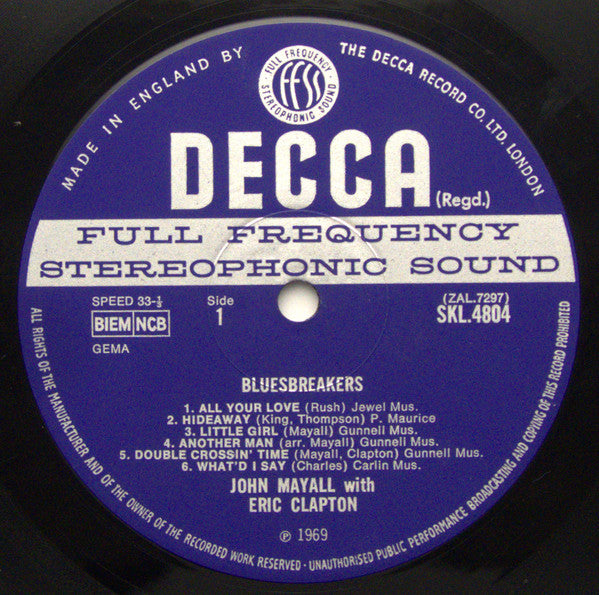 MADE IN ENGLAND BY
THE DECCA RECORD CO. LTD. LONDON
FULL FREQUENCY
STEREOPHONIC SOUND
FFSS
DECCA (Regd.)
FULL FREQUENCY
STEREOPHONIC SOUND
SPEED 33-⅓
Side
1
(ZAL.7297)
SKL.4804
BIEM NCB
GEMA
BLUESBREAKERS
1. ALL YOUR LOVE (Rush) Jewel Mus.
2. HIDEAWAY (King, Thompson) P. Maurice
3. LITTLE GIRL (Mayall) Gunnell Mus.
4. ANOTHER MAN (arr. Mayall) Gunnell Mus.
5. DOUBLE CROSSIN' TIME (Mayall, Clapton) Gunnell Mus.
6. WHAT'D I SAY (Charles) Carlin Mus.
JOHN MAYALL with
ERIC CLAPTON
℗ 1969
ALL RIGHTS OF THE MANUFACTURER AND OF THE OWNER OF THE RECORDED WORK RESERVED - UNAUTHORISED PUBLIC PERFORMANCE BROADCASTING AND COPYING OF THIS RECORD PROHIBITED